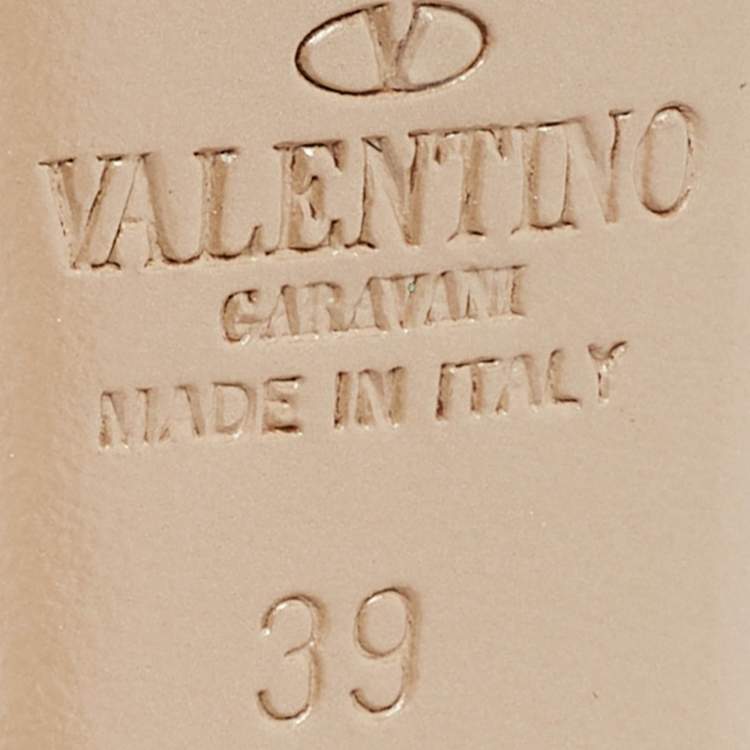 V
VALENTINO
GARAVANI
MADE IN ITALY
39